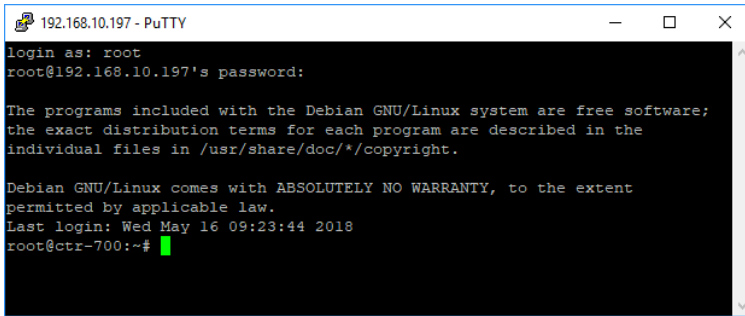 192.168.10.197 - PuTTY
login as: root
root@192.168.10.197's password:
The programs included with the Debian GNU/Linux system are free software;
the exact distribution terms for each program are described in the
individual files in /usr/share/doc/*/copyright.
Debian GNU/Linux comes with ABSOLUTELY NO WARRANTY, to the extent
permitted by applicable law.
Last login: Wed May 16 09:23:44 2018
root@ctr-700:~#